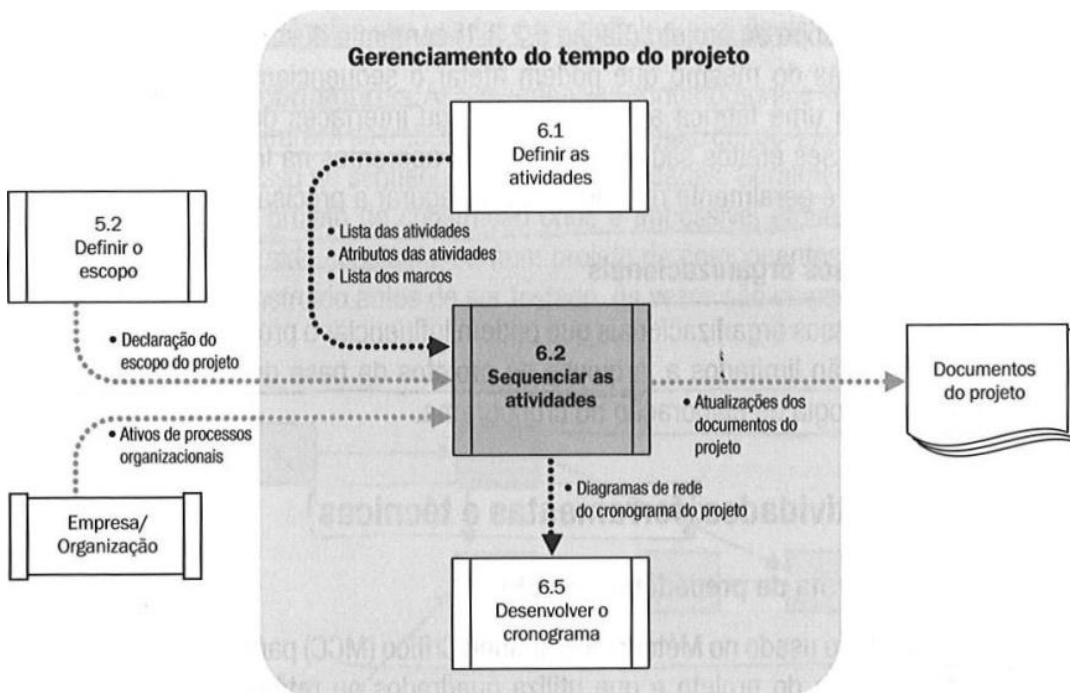 Gerenciamento do tempo do projeto
6.1
Definir as
atividades
5.2
Definir o
escopo
• Lista das atividades
• Atributos das atividades
• Lista dos marcos
• Declaração do
escopo do projeto
6.2
Sequenciar as
atividades
Documentos
do projeto
• Atualizações dos
documentos do
projeto
• Ativos de processos
organizacionais
Empresa/
Organização
• Diagramas de rede
do cronograma do projeto
6.5
Desenvolver o
cronograma